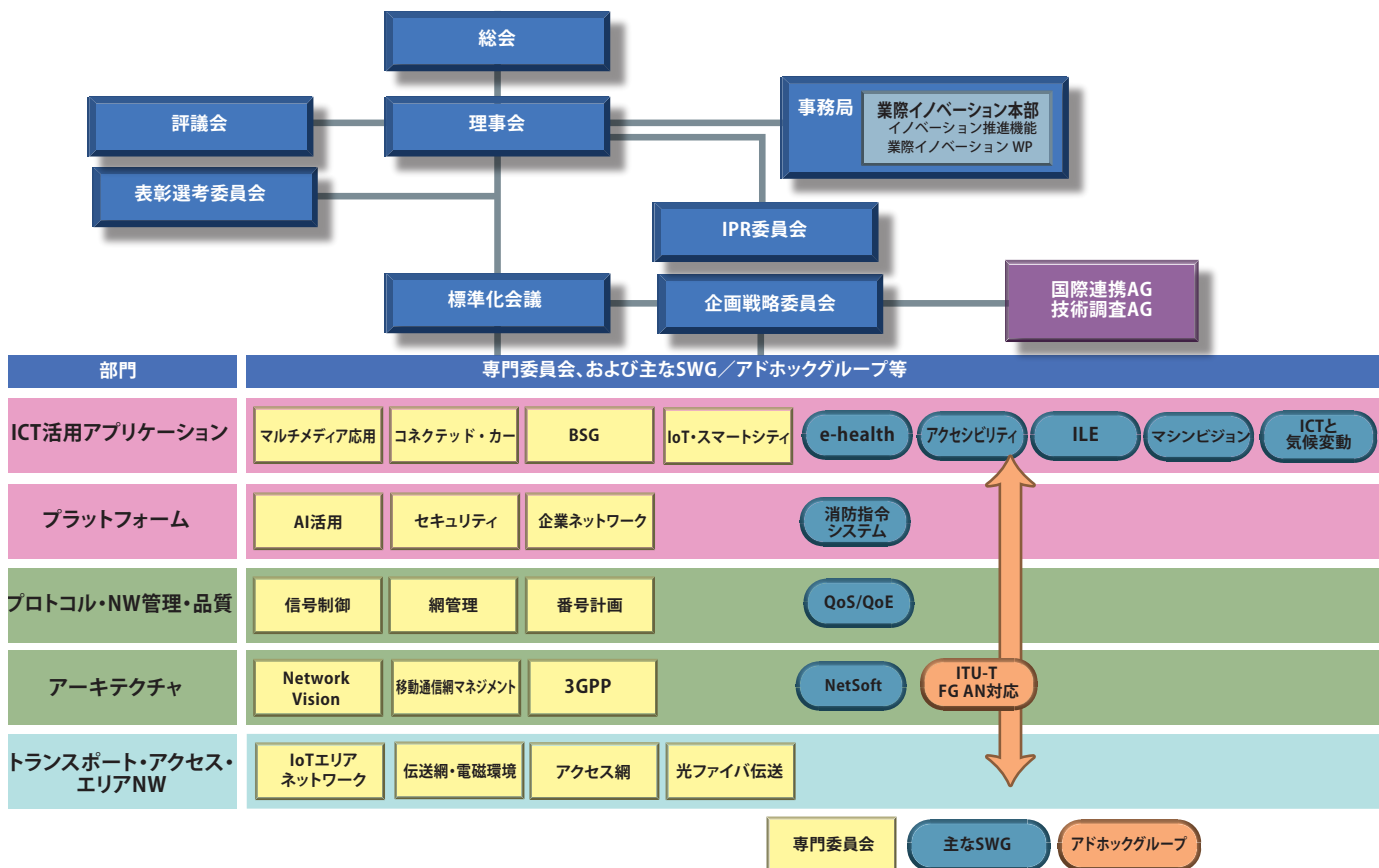 総会
評議会
理事会
事務局
業際イノベーション本部
イノベーション推進機能
業際イノベーション WP
表彰選考委員会
IPR委員会
標準化会議
企画戦略委員会
国際連携AG
技術調査AG
部門
専門委員会、および主なSWG／アドホックグループ等
ICT活用アプリケーション
マルチメディア応用
コネクテッド・カー
BSG
IoT・スマートシティ
e-health
アクセシビリティ
ILE
マシンビジョン
ICTと
気候変動
プラットフォーム
AI活用
セキュリティ
企業ネットワーク
消防指令
システム
プロトコル・NW管理・品質
信号制御
網管理
番号計画
QoS/QoE
アーキテクチャ
Network
Vision
移動通信網マネジメント
3GPP
NetSoft
ITU-T
FG AN対応
トランスポート・アクセス・
エリアNW
IoTエリア
ネットワーク
伝送網・電磁環境
アクセス網
光ファイバ伝送
専門委員会
主なSWG
アドホックグループ